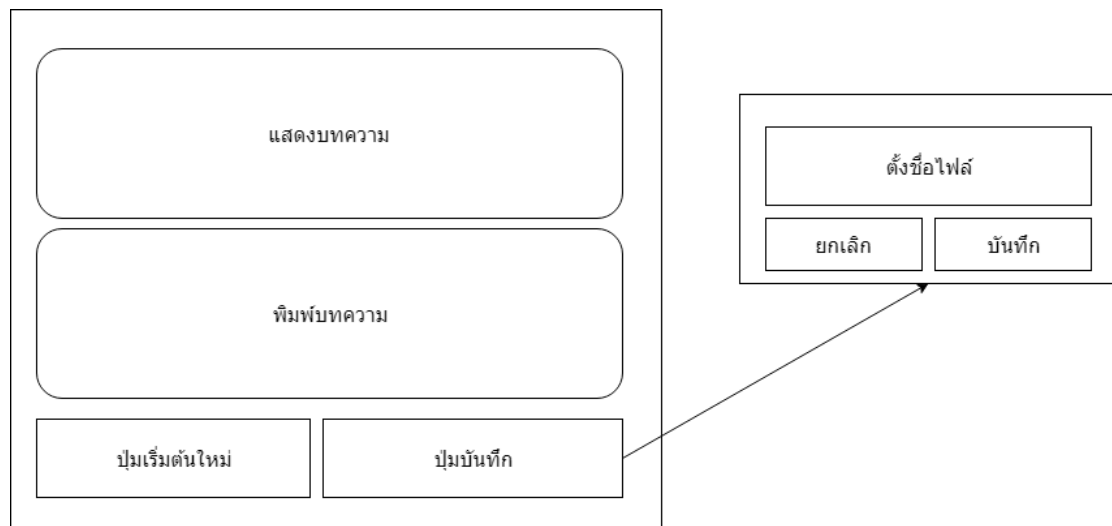 แสดงบทความ
พิมพ์บทความ
ปุ่มเริ่มต้นใหม่
ปุ่มบันทึก
ตั้งชื่อไฟล์
ยกเลิก
บันทึก